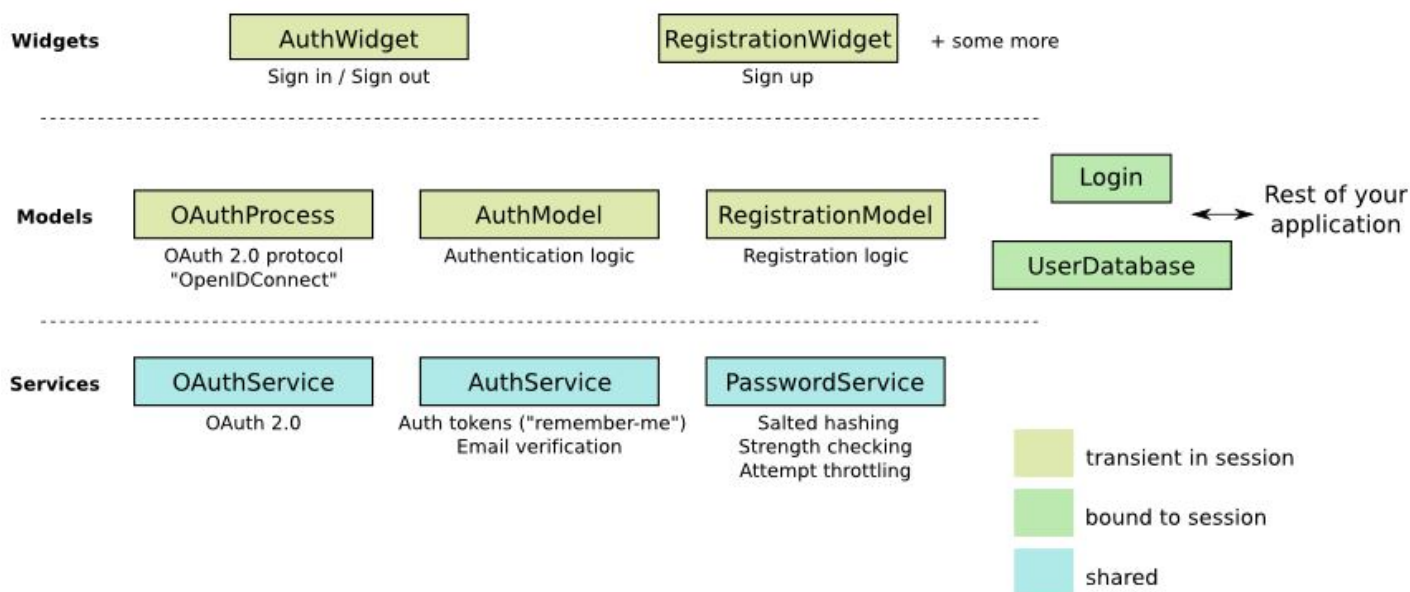 Widgets
AuthWidget
RegistrationWidget
+ some more
Sign in / Sign out
Sign up
Login
Rest of your
application
Models
OAuthProcess
AuthModel
RegistrationModel
OAuth 2.0 protocol
"OpenIDConnect"
Authentication logic
Registration logic
UserDatabase
Services
OAuthService
AuthService
PasswordService
OAuth 2.0
Auth tokens ("remember-me")
Email verification
Salted hashing
Strength checking
Attempt throttling
transient in session
bound to session
shared